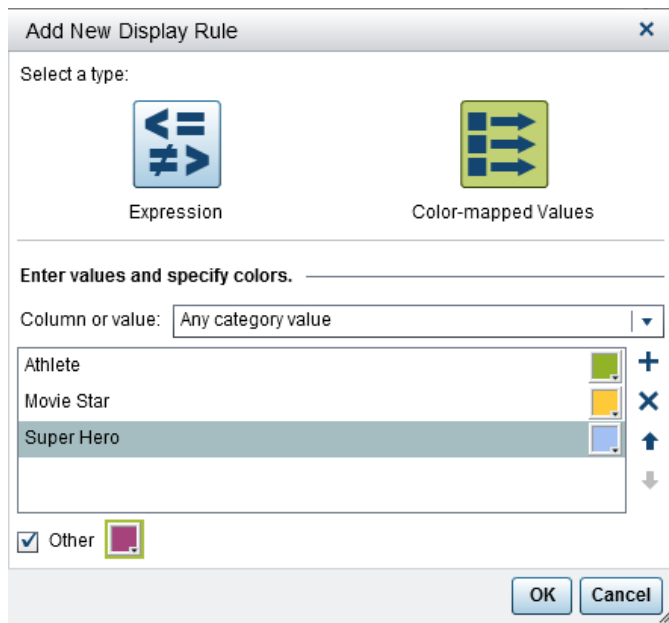 Add New Display Rule
Select a type:
Expression
Color-mapped Values
Enter values and specify colors.
Column or value: Any category value
Athlete
Movie Star
Super Hero
Other
OK Cancel